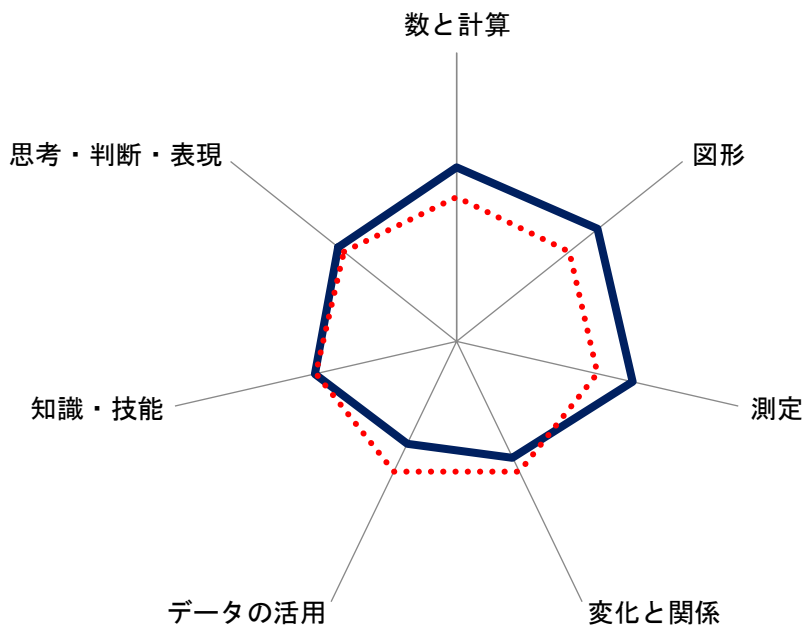 数と計算
思考・判断・表現
図形
知識・技能
測定
データの活用
変化と関係